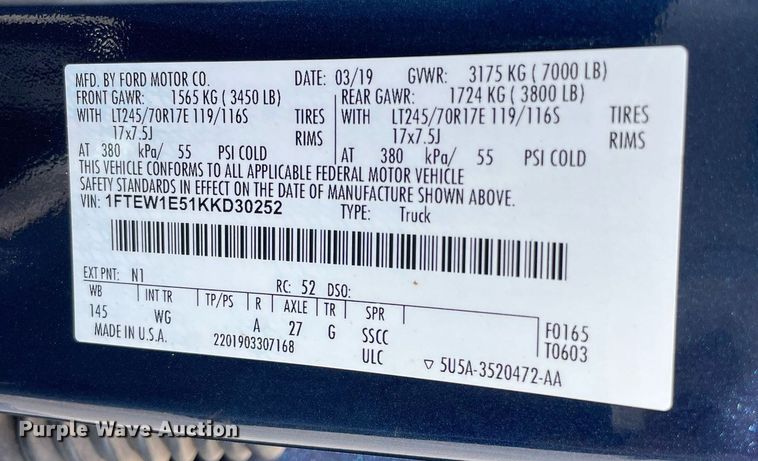 MFD. BY FORD MOTOR CO. DATE: 03/19 GVWR: 3175 KG ( 7000 LB)
FRONT GAWR: 1565 KG ( 3450 LB) REAR GAWR: 1724 KG ( 3800 LB)
WITH LT245/70R17E 119/116S TIRES WITH LT245/70R17E 119/116S TIRES
17x7.5J RIMS 17x7.5J RIMS
AT 380 kPa/ 55 PSI COLD AT 380 kPa/ 55 PSI COLD
THIS VEHICLE CONFORMS TO ALL APPLICABLE FEDERAL MOTOR VEHICLE
SAFETY STANDARDS IN EFFECT ON THE DATE OF MANUFACTURE SHOWN ABOVE.
VIN: 1FTEW1E51KKD30252 TYPE: Truck
EXT PNT: N1 RC: 52 DSO:
WB INT TR TP/PS R AXLE TR SPR
145 WG A 27 G SSCC F0165
MADE IN U.S.A. 2201903307168 ULC T0603
▽ 5U5A-3520472-AA
Purple Wave Auction